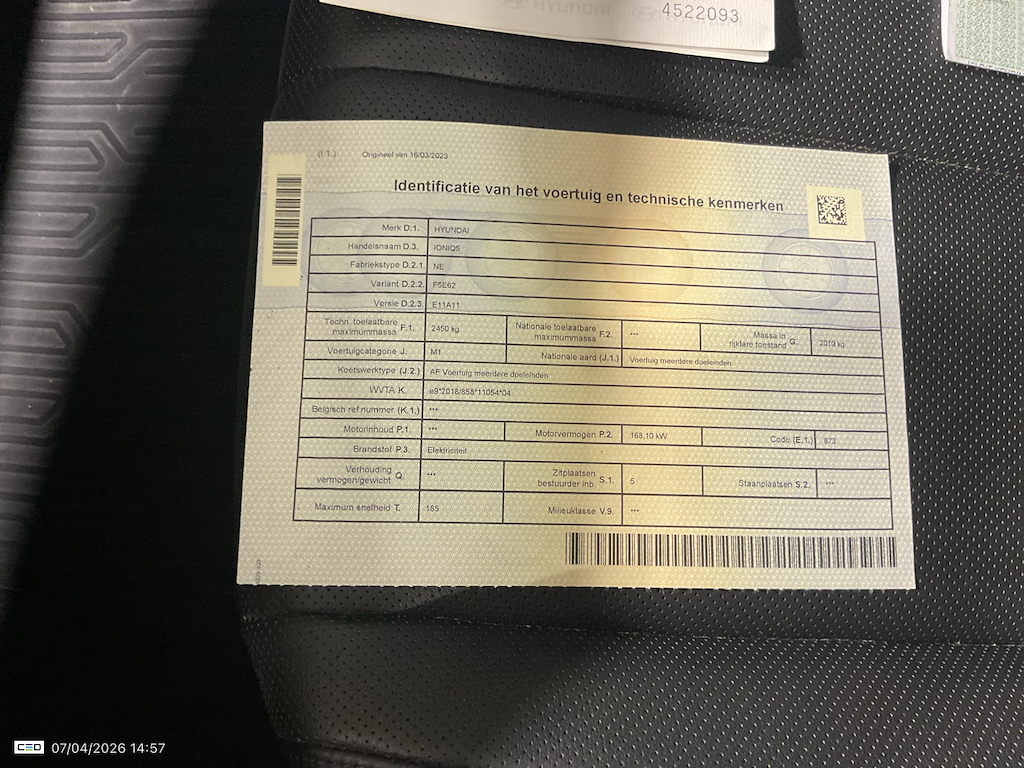 HYUNDAI 4522093
(I.1.) Origineel van 16/03/2023
Identificatie van het voertuig en technische kenmerken
Merk D.1. HYUNDAI
Handelsnaam D.3. IONIQ5
Fabriekstype D.2.1. NE
Variant D.2.2. F5E62
Versie D.2.3. E11A11
Techn. toelaatbare maximummassa F.1. 2450 kg Nationale toelaatbare maximummassa F.2. *** Massa in rijklare toestand G. 2010 kg
Voertuigcategorie J. M1 Nationale aard (J.1.) Voertuig meerdere doeleinden
Koetswerktype (J.2.) AF Voertuig meerdere doeleinden
WVTA K. e9*2018/858*11054*04
Belgisch ref nummer (K.1.) ***
Motorinhoud P.1. *** Motorvermogen P.2. 168,10 kW Code (E.1.) 873
Brandstof P.3. Elektriciteit
Verhouding vermogen/gewicht Q. *** Zitplaatsen bestuurder inb. S.1. 5 Staanplaatsen S.2. ***
Maximum snelheid T. 185 Milieuklasse V.9. ***
CEO 07/04/2026 14:57